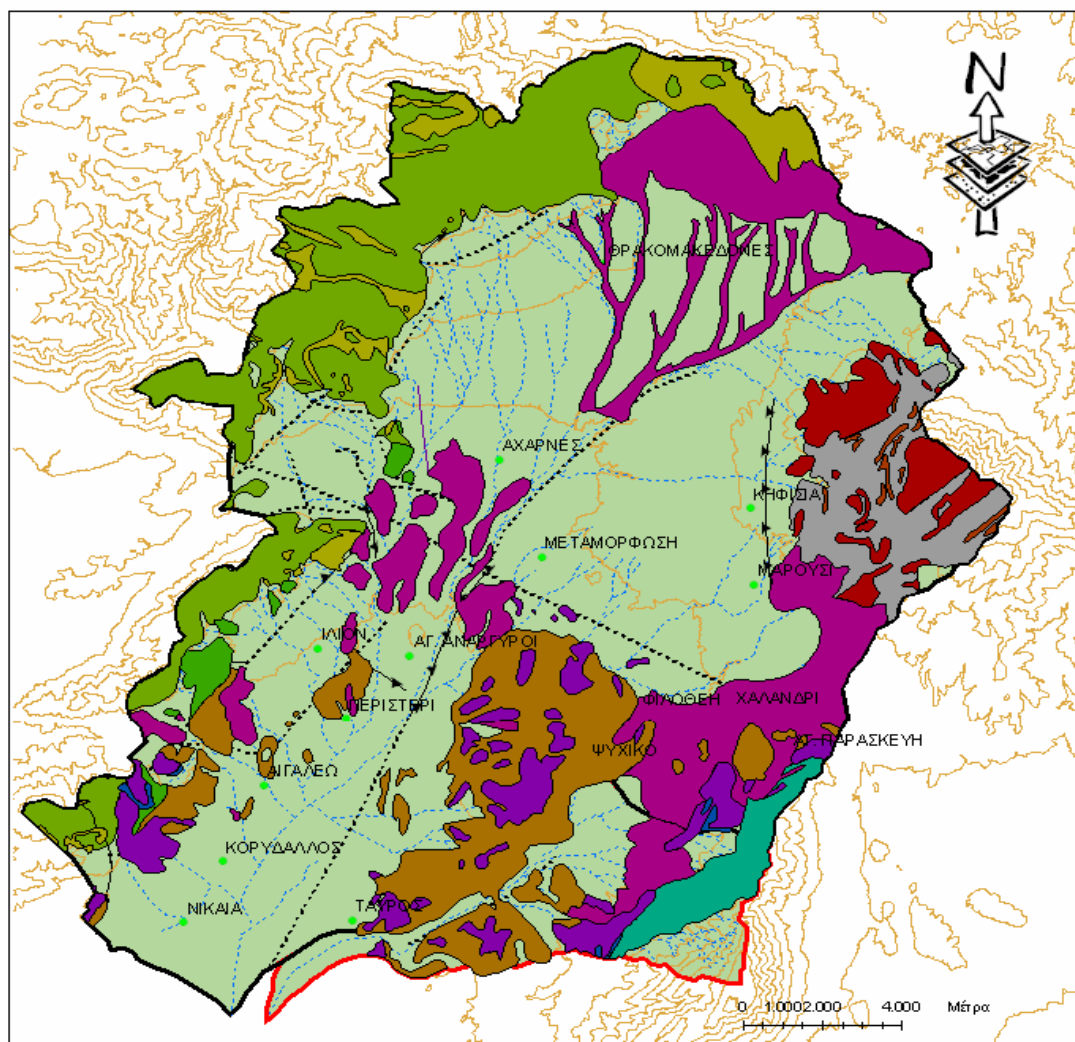 N
ΘΡΑΚΟΜΑΚΕΔΟΝΕΣ
ΑΧΑΡΝΕΣ
ΚΗΦΙΣΙΑ
ΜΕΤΑΜΟΡΦΩΣΗ
ΜΑΡΟΥΣΙ
ΙΛΙΟΝ
ΑΓ. ΑΝΑΡΓΥΡΟΙ
ΦΙΛΟΘΕΗ
ΧΑΛΑΝΔΡΙ
ΠΕΡΙΣΤΕΡΙ
ΨΥΧΙΚΟ
ΑΓ. ΠΑΡΑΣΚΕΥΗ
ΑΙΓΑΛΕΩ
ΚΟΡΥΔΑΛΛΟΣ
ΝΙΚΑΙΑ
ΤΑΥΡΟΣ
0 1.000 2.000 4.000 Μέτρα